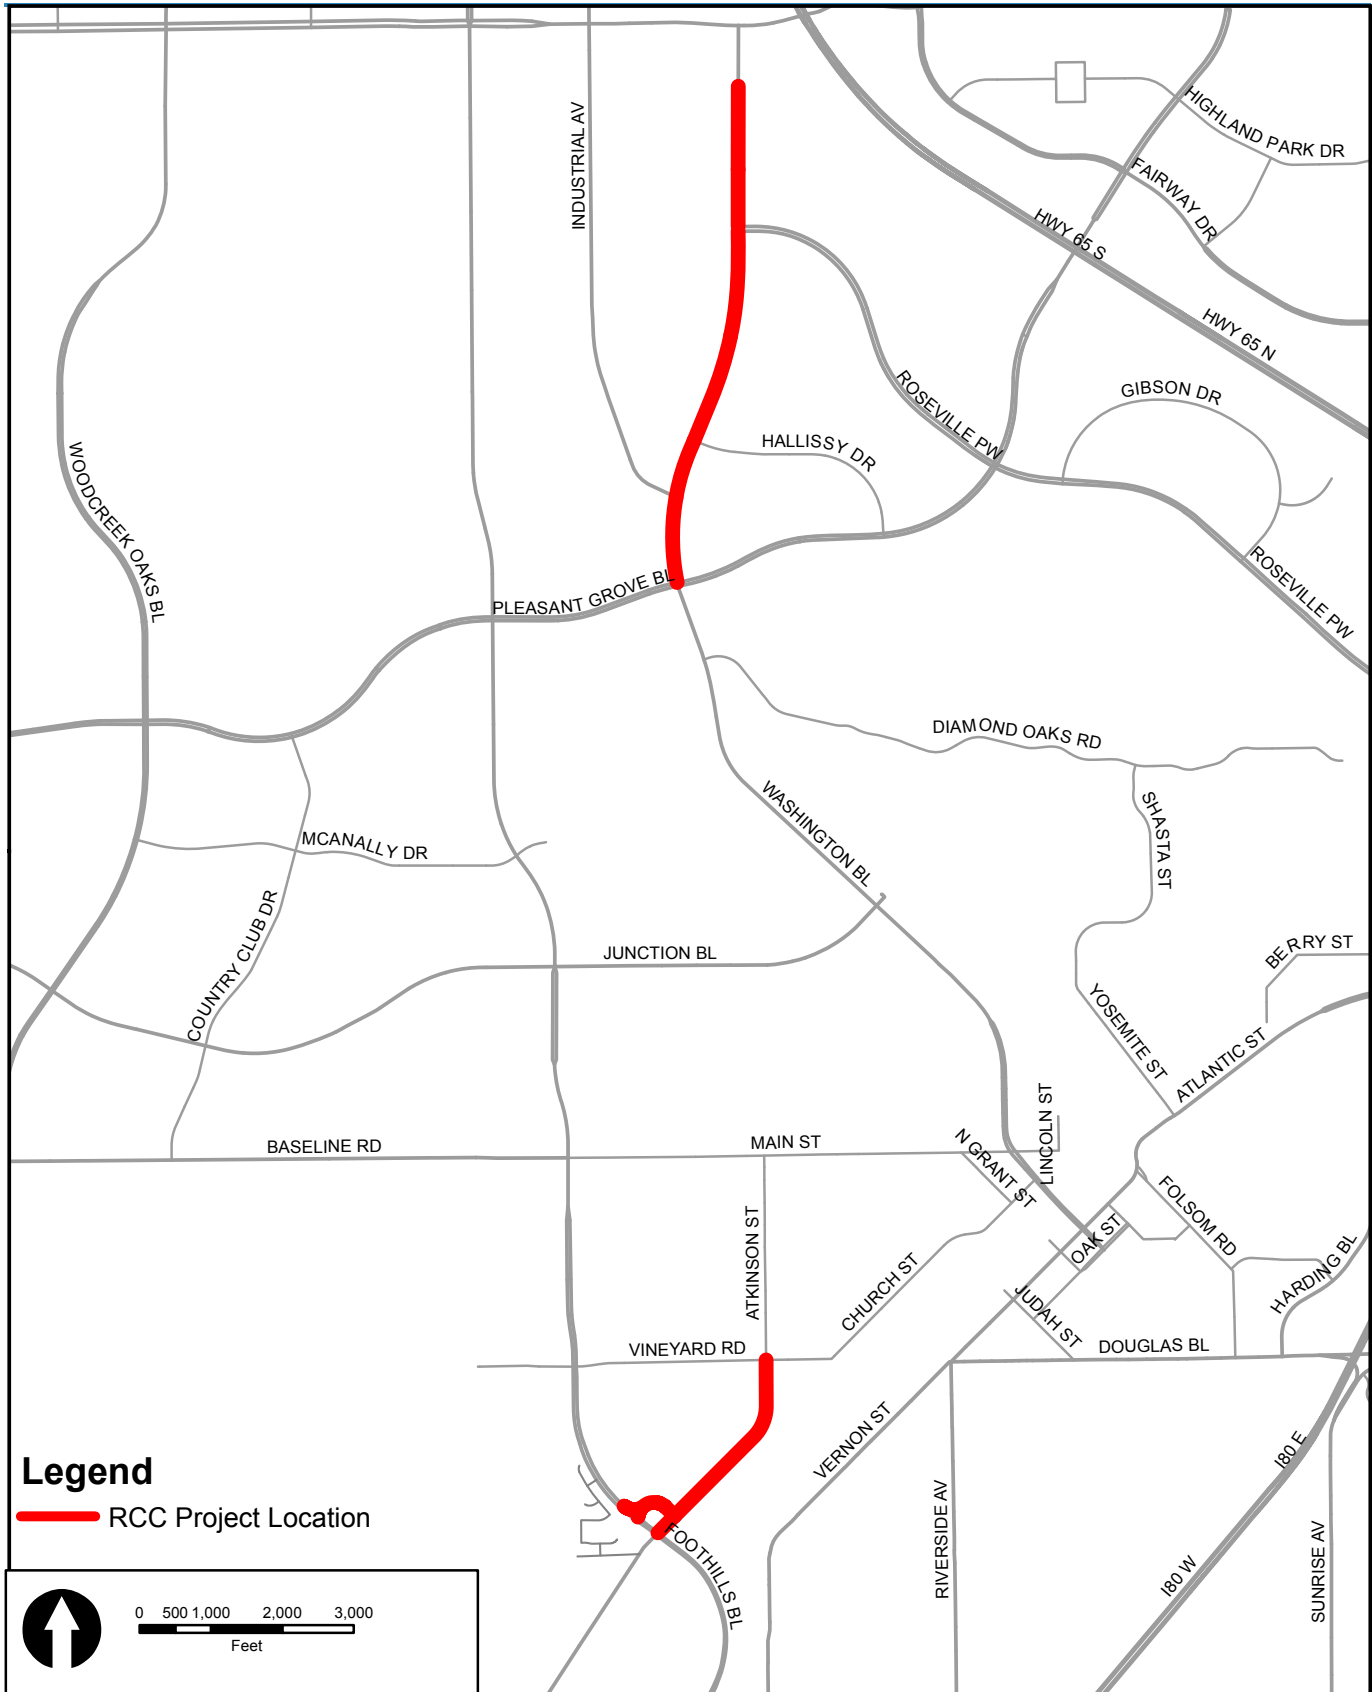 INDUSTRIAL AV
HIGHLAND PARK DR
FAIRWAY DR
HWY 65 S
HWY 65 N
ROSEVILLE PW
GIBSON DR
HALLISSY DR
WOODCREEK OAKS BL
ROSEVILLE PW
PLEASANT GROVE BL
DIAMOND OAKS RD
WASHINGTON BL
SHASTA ST
MCANALLY DR
COUNTRY CLUB DR
JUNCTION BL
BERRY ST
YOSEMITE ST
ATLANTIC ST
LINCOLN ST
BASELINE RD
MAIN ST
N GRANT ST
FOLSOM RD
ATKINSON ST
OAK ST
CHURCH ST
HARDING BL
JUDAH ST
VINEYARD RD
DOUGLAS BL
VERNON ST
I80 E
Legend
RCC Project Location
FOOTHILLS BL
RIVERSIDE AV
I80 W
SUNRISE AV
0 500 1,000 2,000 3,000
Feet